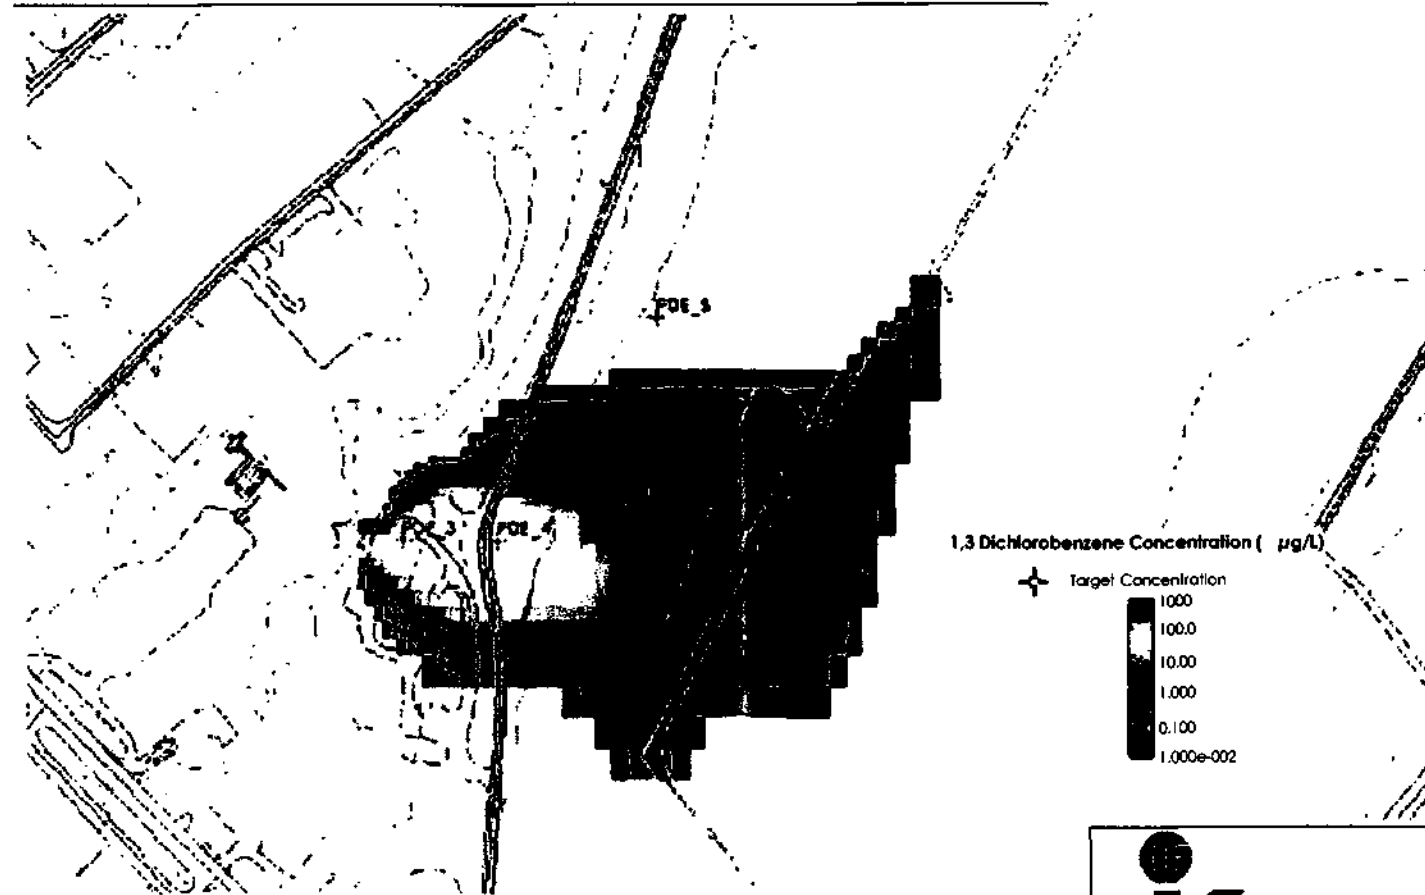 POE_5
POE_3
POE_4
1,3 Dichlorobenzene Concentration ( µg/L)
Target Concentration
1000
100.0
10.00
1.000
0.100
1.000e-002